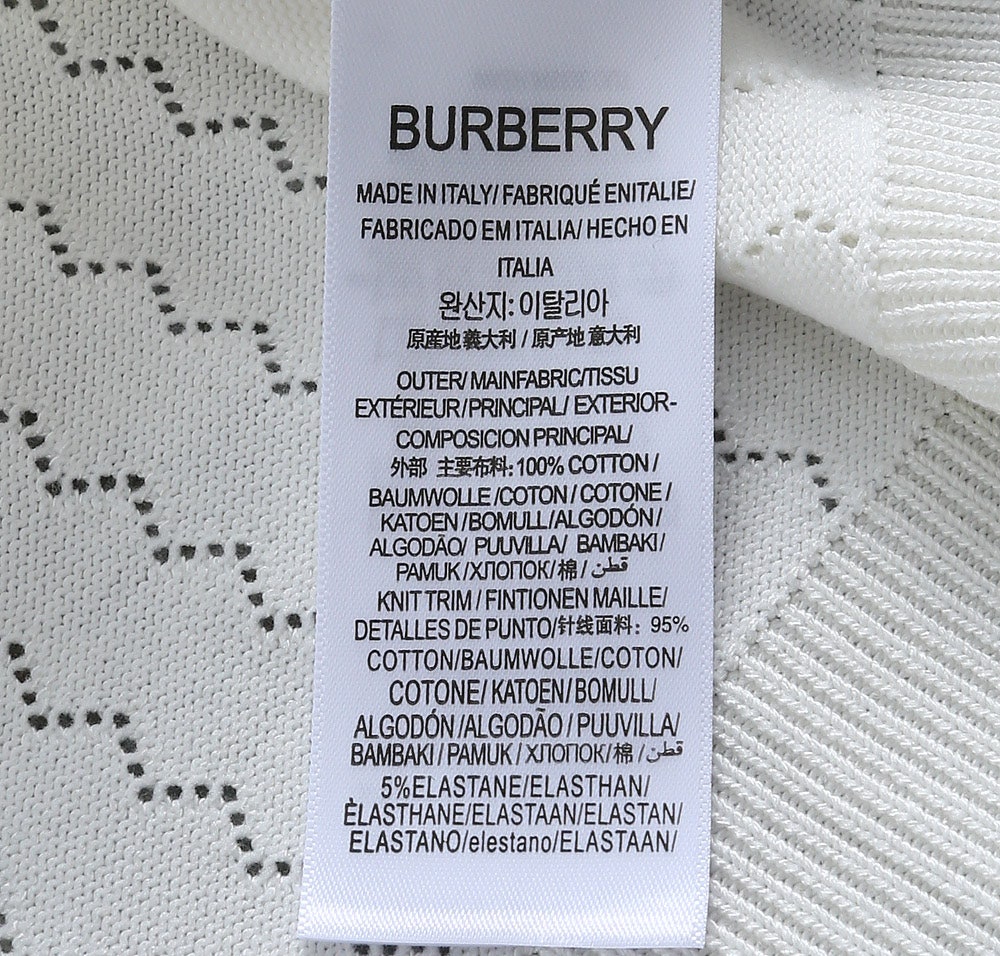 BURBERRY
MADE IN ITALY/ FABRIQUÉ ENITALIE/
FABRICADO EM ITALIA/ HECHO EN
ITALIA
완산지: 이탈리아
原産地義大利 / 原产地 意大利
OUTER/ MAINFABRIC/TISSU
EXTÉRIEUR/PRINCIPAL/ EXTERIOR-
COMPOSICION PRINCIPAL/
外部 主要布料: 100% COTTON /
BAUMWOLLE /COTON / COTONE /
KATOEN /BOMULL/ALGODÓN/
ALGODÃO/ PUUVILLA/ BAMBAKI/
PAMUK /ХЛОПОК/棉/ قطن
KNIT TRIM / FINTIONEN MAILLE/
DETALLES DE PUNTO/针线面料: 95%
COTTON/BAUMWOLLE/COTON/
COTONE/ KATOEN/BOMULL/
ALGODÓN/ALGODÃO / PUUVILLA/
BAMBAKI / PAMUK / ХЛОПОК/棉 / قطن
5%ELASTANE/ELASTHAN/
ÈLASTHANE/ELASTAAN/ELASTAN/
ELASTANO/elestano/ELASTAAN/